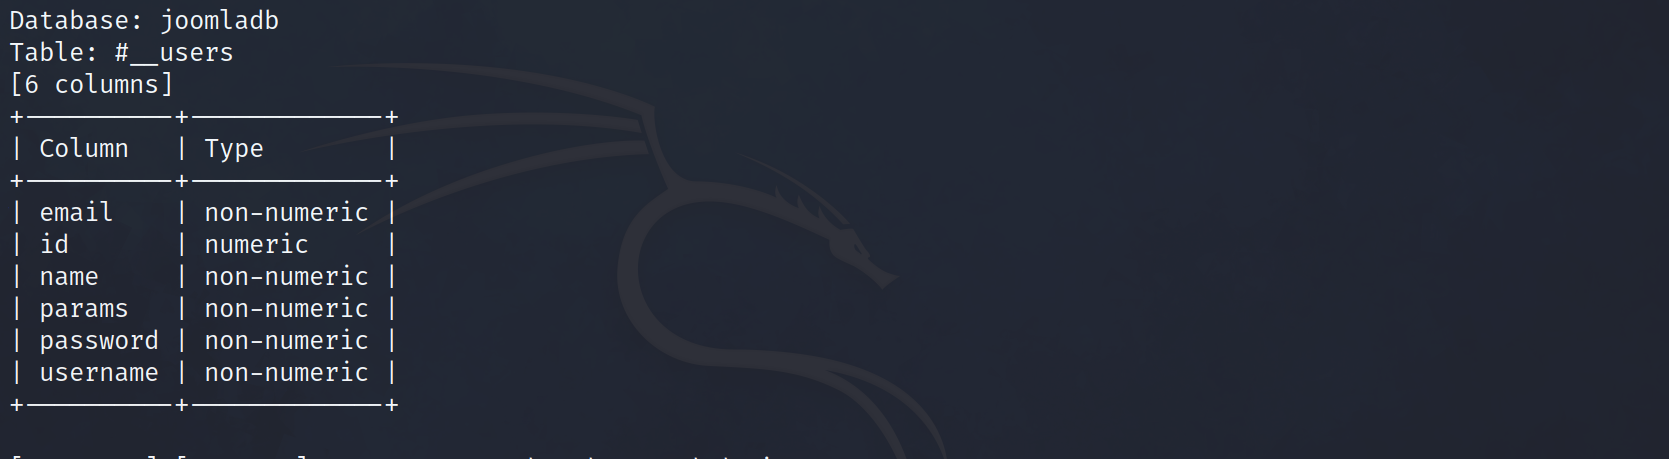 Database: joomladb
Table: #__users
[6 columns]
+----------+-------------+
| Column   | Type        |
+----------+-------------+
| email    | non-numeric |
| id       | numeric     |
| name     | non-numeric |
| params   | non-numeric |
| password | non-numeric |
| username | non-numeric |
+----------+-------------+